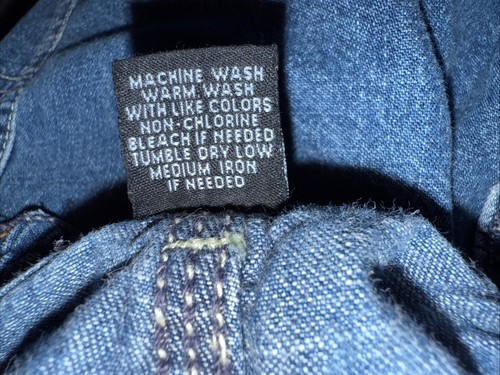 MACHINE WASH
WARM WASH
WITH LIKE COLORS
NON-CHLORINE
BLEACH IF NEEDED
TUMBLE DRY LOW
MEDIUM IRON
IF NEEDED